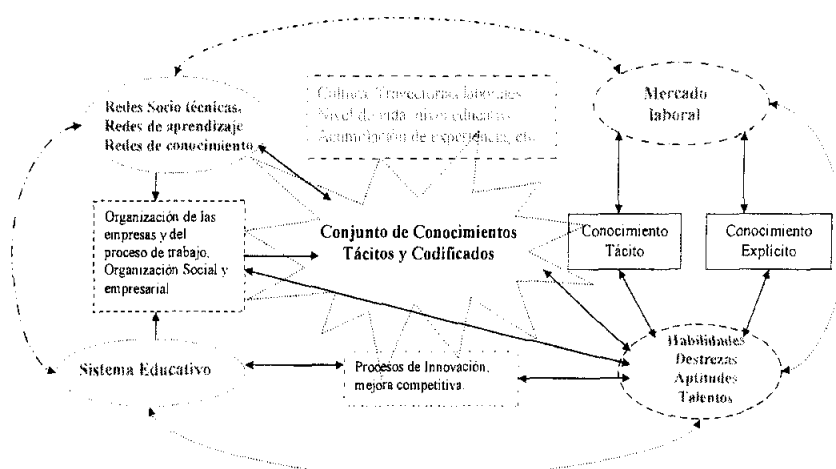 Redes Socio técnicas,
Redes de aprendizaje
Redes de conocimiento
Cultura, Trayectorias laborales
Nivel de vida, nivel educativo
Acumulación de experiencia, etc.
Mercado
laboral
Organización de las
empresas y del
proceso de trabajo,
Organización Social y
empresarial
Conjunto de Conocimientos
Tácitos y Codificados
Conocimiento
Tácito
Conocimiento
Explícito
Sistema Educativo
Procesos de Innovación,
mejora competitiva.
Habilidades
Destrezas
Aptitudes
Talentos